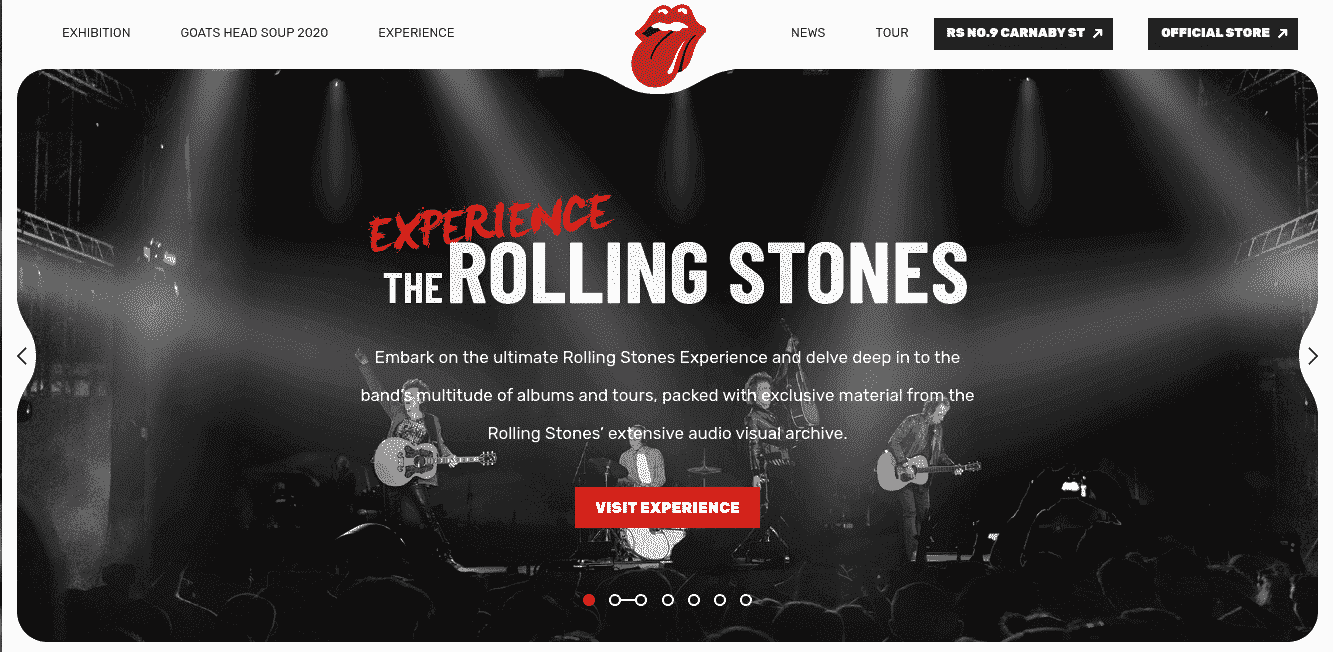 EXHIBITION
GOATS HEAD SOUP 2020
EXPERIENCE
NEWS
TOUR
RS NO.9 CARNABY ST
OFFICIAL STORE
EXPERIENCE
THE ROLLING STONES
Embark on the ultimate Rolling Stones Experience and delve deep in to the
band's multitude of albums and tours, packed with exclusive material from the
Rolling Stones’ extensive audio visual archive.
VISIT EXPERIENCE